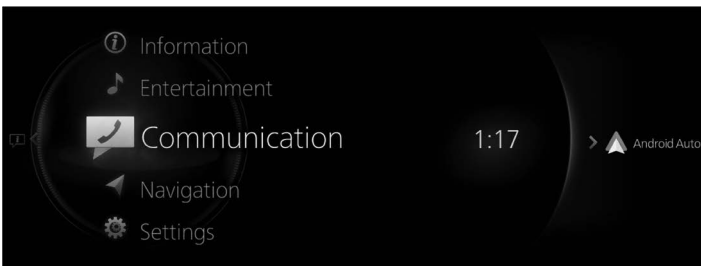 Information
Entertainment
Communication
1:17
Android Auto
Navigation
Settings